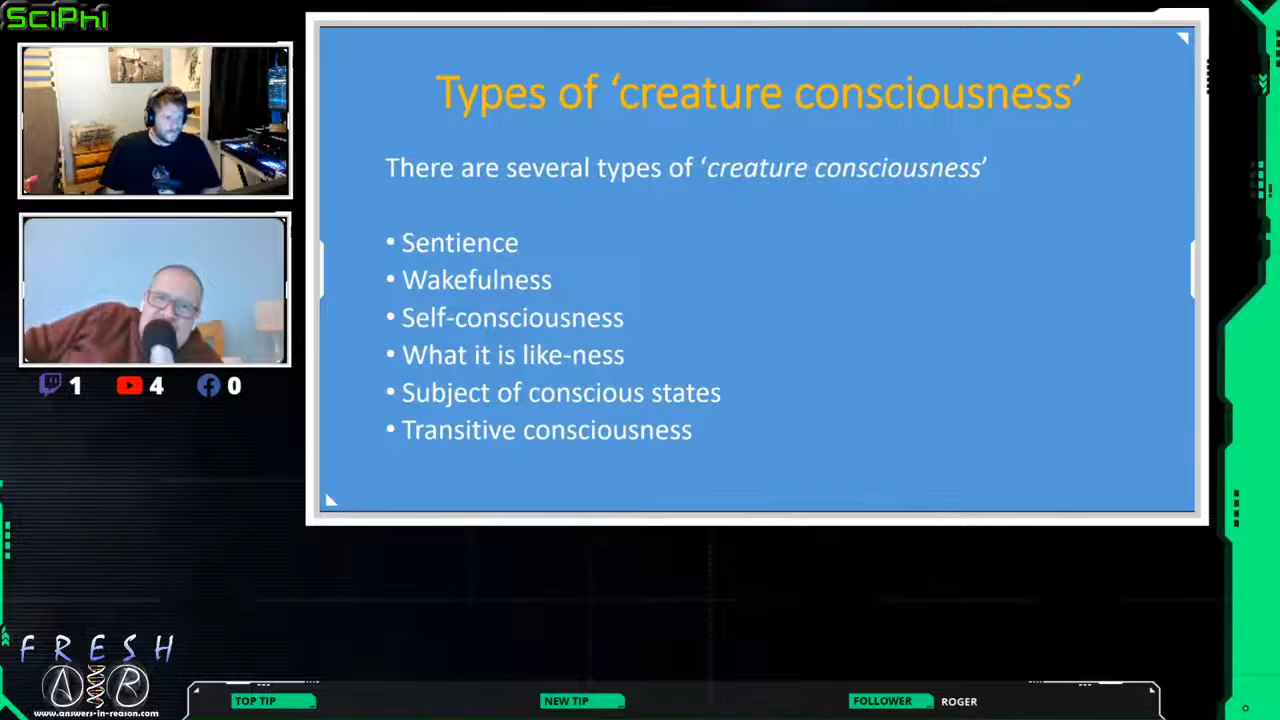 SCIPHI
Types of ‘creature consciousness’
There are several types of ‘creature consciousness’
• Sentience
• Wakefulness
• Self-consciousness
• What it is like-ness
• Subject of conscious states
• Transitive consciousness
1
4
0
FRESH
AiR
www.answers-in-reason.com
TOP TIP
NEW TIP
FOLLOWER
ROGER